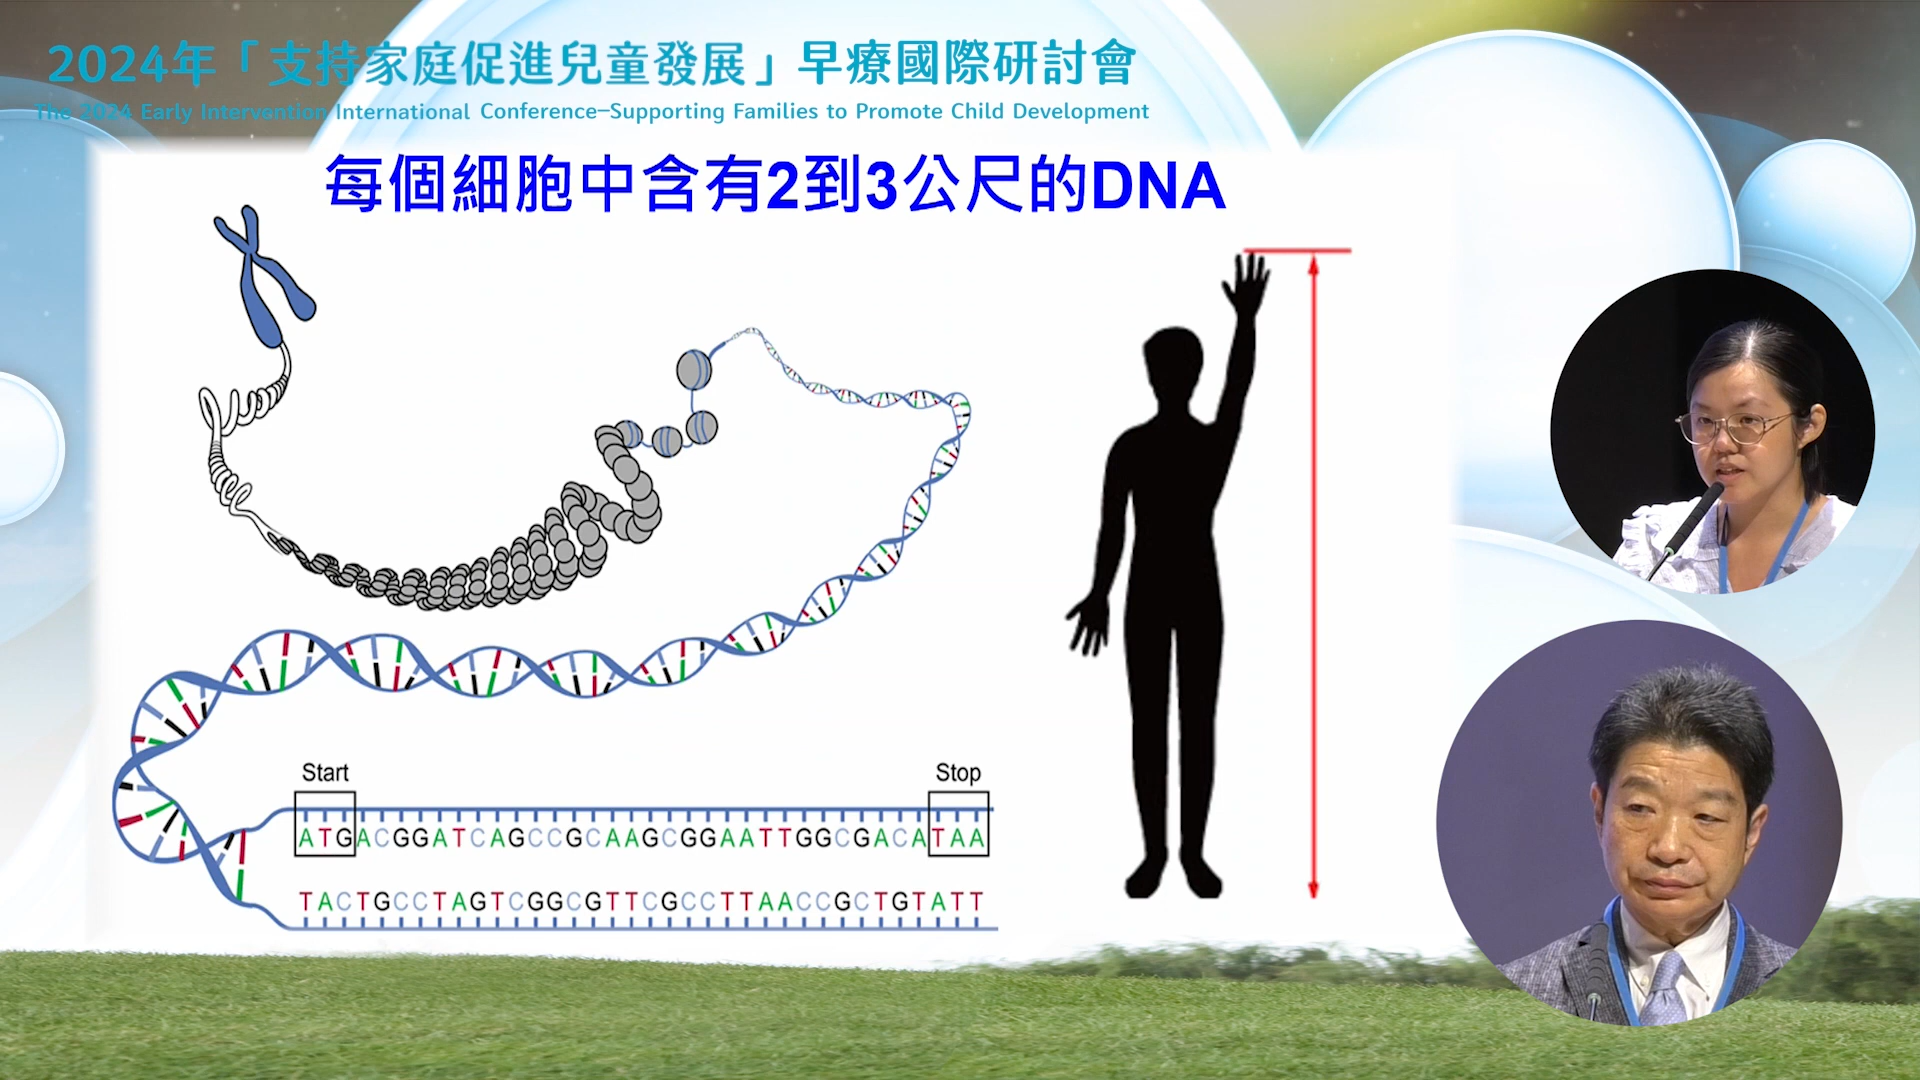 2024年「支持家庭促進兒童發展」早療國際研討會
The 2024 Early Intervention International Conference–Supporting Families to Promote Child Development
每個細胞中含有2到3公尺的DNA
Start Stop
ATGACGGATCAGCCGCAAGCGGAATTGGCGACATAA
TACTGCCTAGTCGGCGTTCGCCTTAACCGCTGTATT